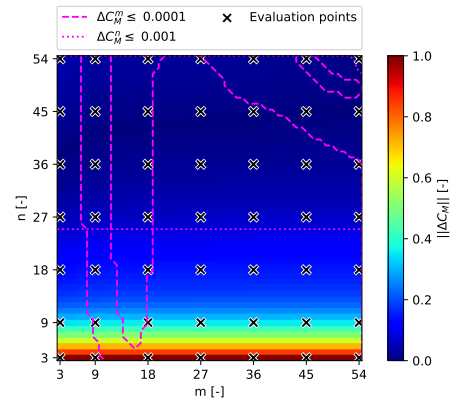 ΔC_M^m ≤ 0.0001
ΔC_M^n ≤ 0.001
Evaluation points
54
45
36
27
18
9
3
n [-]
3 9 18 27 36 45 54
m [-]
1.0
0.8
0.6
0.4
0.2
0.0
||ΔC_M|| [-]